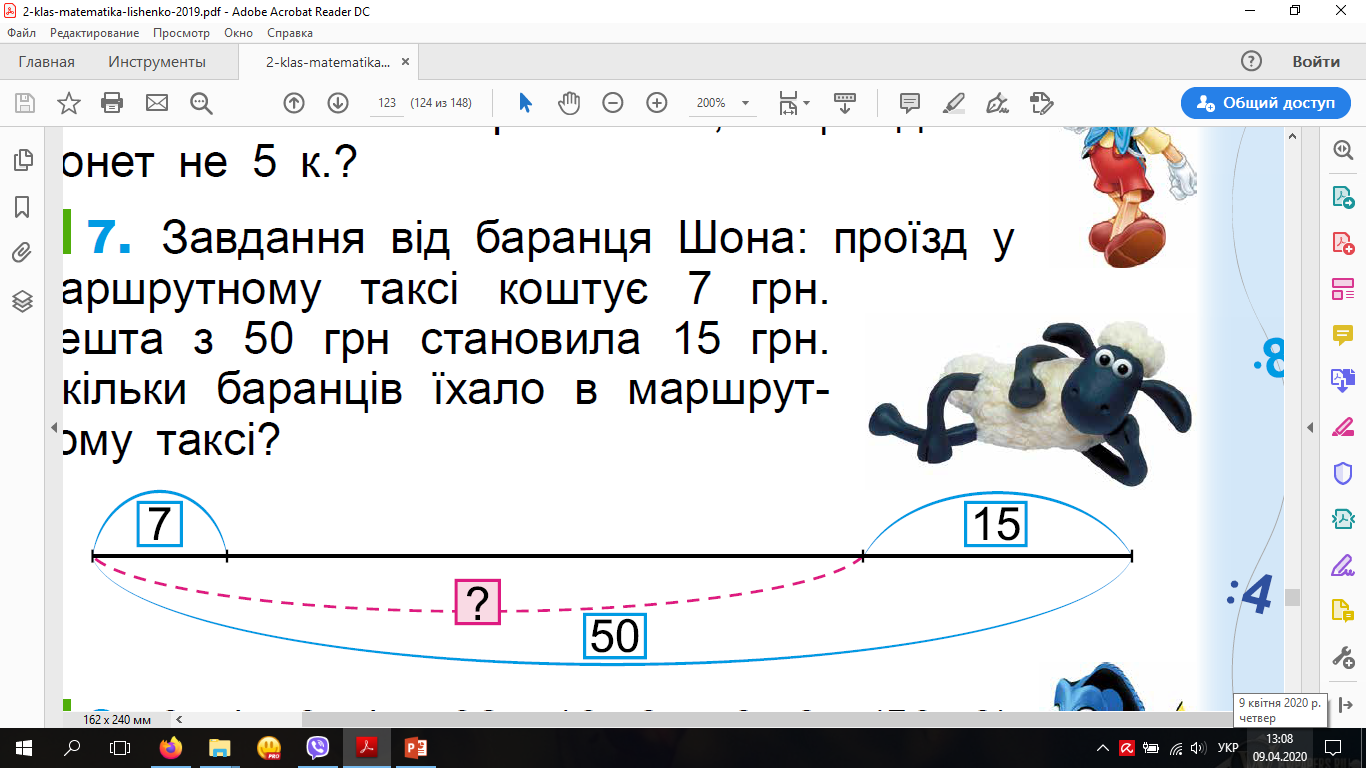 2-klas-matematika-lishenko-2019.pdf - Adobe Acrobat Reader DC
Файл Редактирование Просмотр Окно Справка
Главная Инструменты 2-klas-matematika... × Войти
123 (124 из 148) 200% Общий доступ
онет не 5 к.?
7. Завдання від баранця Шона: проїзд у
аршрутному таксі коштує 7 грн.
ешта з 50 грн становила 15 грн.
кільки баранців їхало в маршрут-
ому таксі?
7 15
?
50
·8
:4
162 x 240 мм
9 квітня 2020 р.
четвер
УКР
13:08
09.04.2020